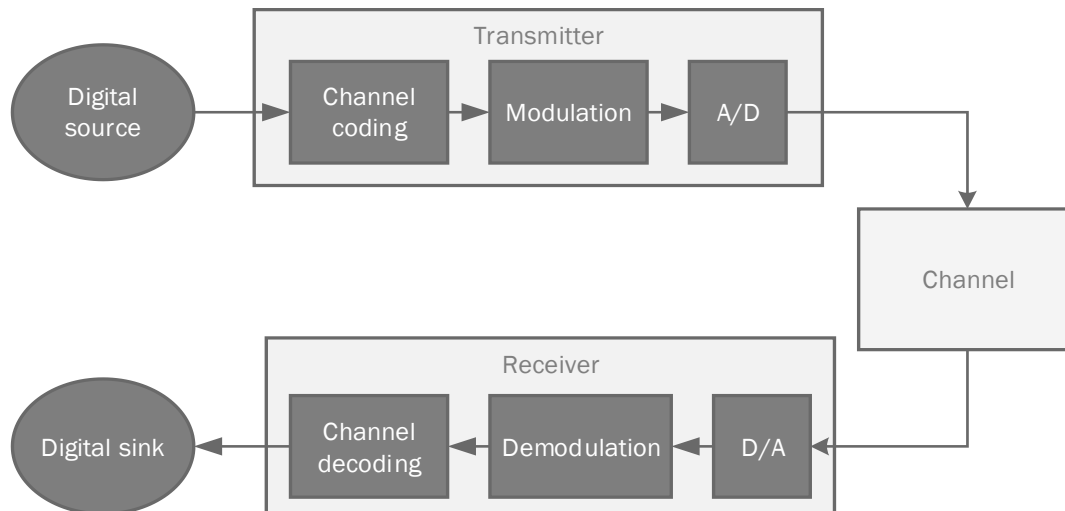 Transmitter
Digital
source
Channel
coding
Modulation
A/D
Channel
Receiver
Digital sink
Channel
decoding
Demodulation
D/A